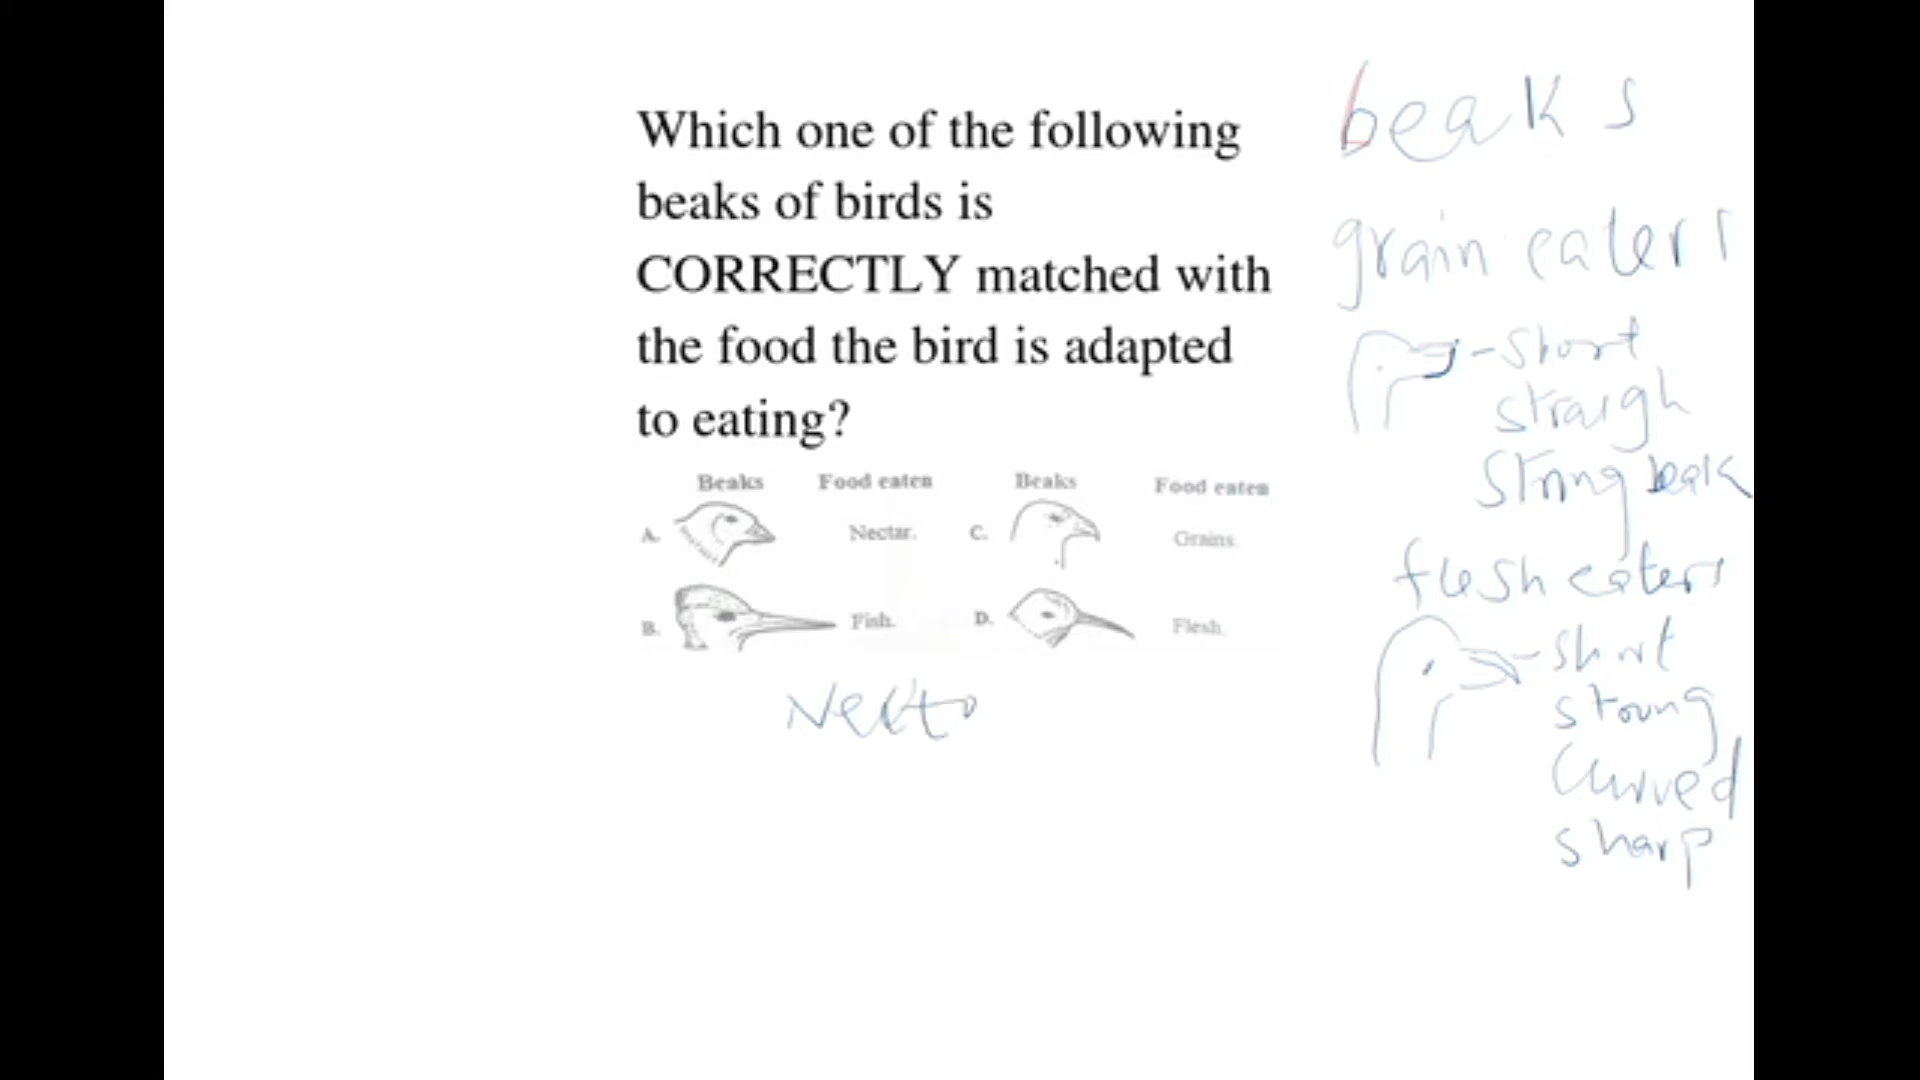 Which one of the following
beaks of birds is
CORRECTLY matched with
the food the bird is adapted
to eating?
Beaks Food eaten Beaks Food eaten
A. Nectar. C. Grains.
B. Fish. D. Flesh.
beaks
grain eaters
-short
straigh
strong beak
flesh eaters
-short
strong
curved
sharp